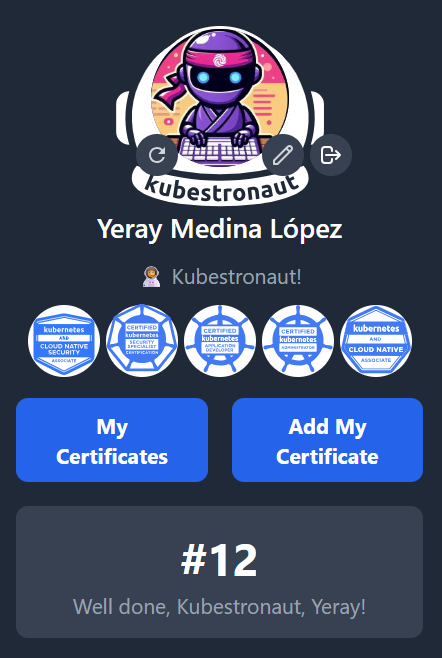 kubestronaut
Yeray Medina López
Kubestronaut!
kubernetes
AND
CLOUD NATIVE
SECURITY
ASSOCIATE
CERTIFIED
kubernetes
SECURITY
SPECIALIST
CERTIFICATION
CERTIFIED
kubernetes
APPLICATION
DEVELOPER
CERTIFIED
kubernetes
ADMINISTRATOR
kubernetes
AND
CLOUD NATIVE
ASSOCIATE
My
Certificates
Add My
Certificate
#12
Well done, Kubestronaut, Yeray!